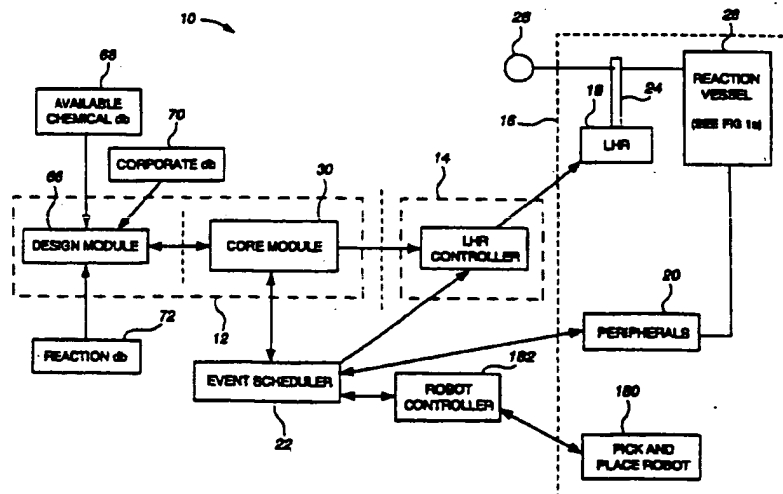 10
68
AVAILABLE
CHEMICAL db
70
CORPORATE db
66
DESIGN MODULE
30
CORE MODULE
12
72
REACTION db
14
LHR
CONTROLLER
16
26
18
LHR
24
28
REACTION
VESSEL
(SEE FIG 1a)
20
PERIPHERALS
EVENT SCHEDULER
22
182
ROBOT
CONTROLLER
180
PICK AND
PLACE ROBOT